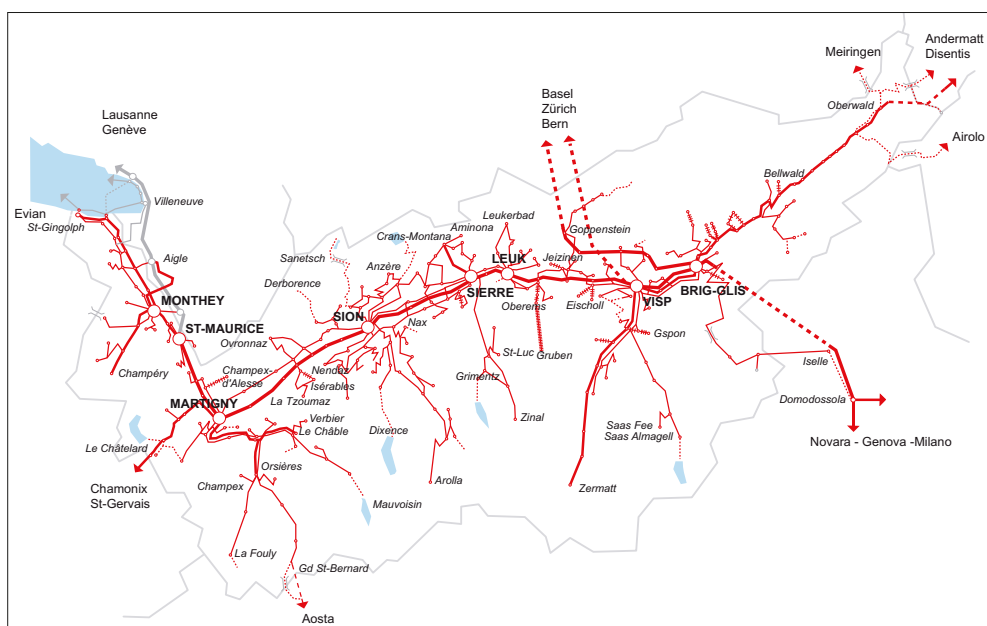 Andermatt
Disentis
Meiringen
Basel
Zürich
Bern
Oberwald
Lausanne
Genève
Airolo
Bellwald
Villeneuve
Leukerbad
Evian
St-Gingolph
Aminona
Goppenstein
Crans-Montana
Aigle
Sanetsch
LEUK
Jeizinen
Anzère
Derborence
SIERRE
BRIG-GLIS
MONTHEY
VISP
Oberems
Eischoll
SION
Nax
ST-MAURICE
Gspon
Ovronnaz
St-Luc
Gruben
Iselle
Champéry
Champex-
d'Alesse
Nendaz
Isérables
Grimentz
La Tzoumaz
MARTIGNY
Domodossola
Verbier
Le Châble
Zinal
Saas Fee
Saas Almagell
Dixence
Novara - Genova -Milano
Le Châtelard
Orsières
Arolla
Champex
Zermatt
Chamonix
St-Gervais
Mauvoisin
La Fouly
Gd St-Bernard
Aosta